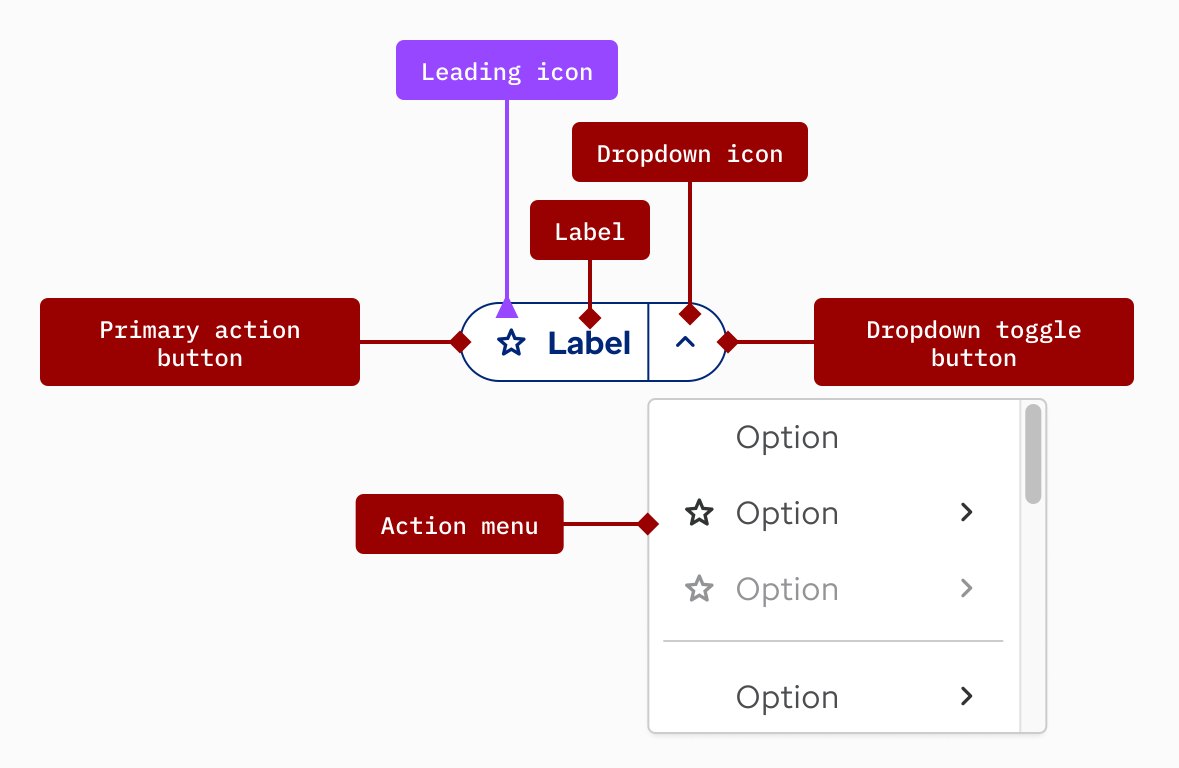 Leading icon
Dropdown icon
Label
Primary action
button
Label
Dropdown toggle
button
Option
Action menu
Option
Option
Option